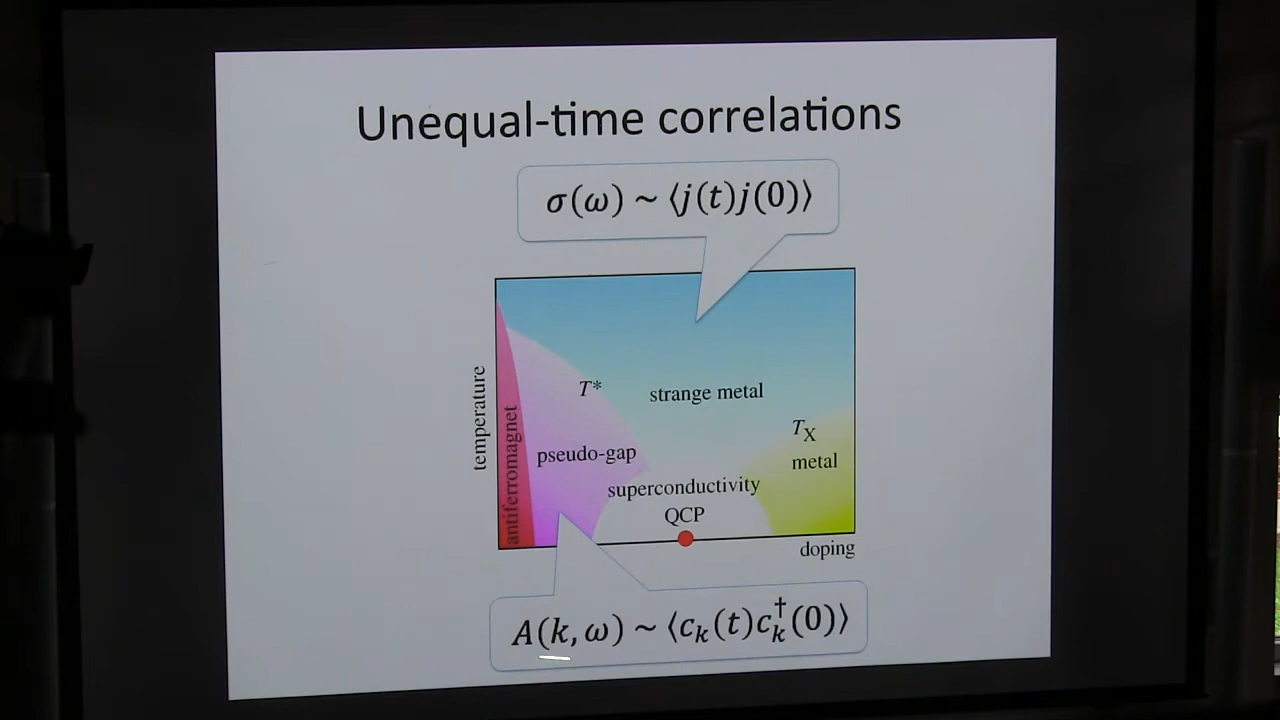 Unequal-time correlations
σ(ω) ~ ⟨j(t)j(0)⟩
temperature
antiferromagnet
T*
strange metal
pseudo-gap
T_X
metal
superconductivity
QCP
doping
A(k, ω) ~ ⟨c_k(t)c_k^†(0)⟩